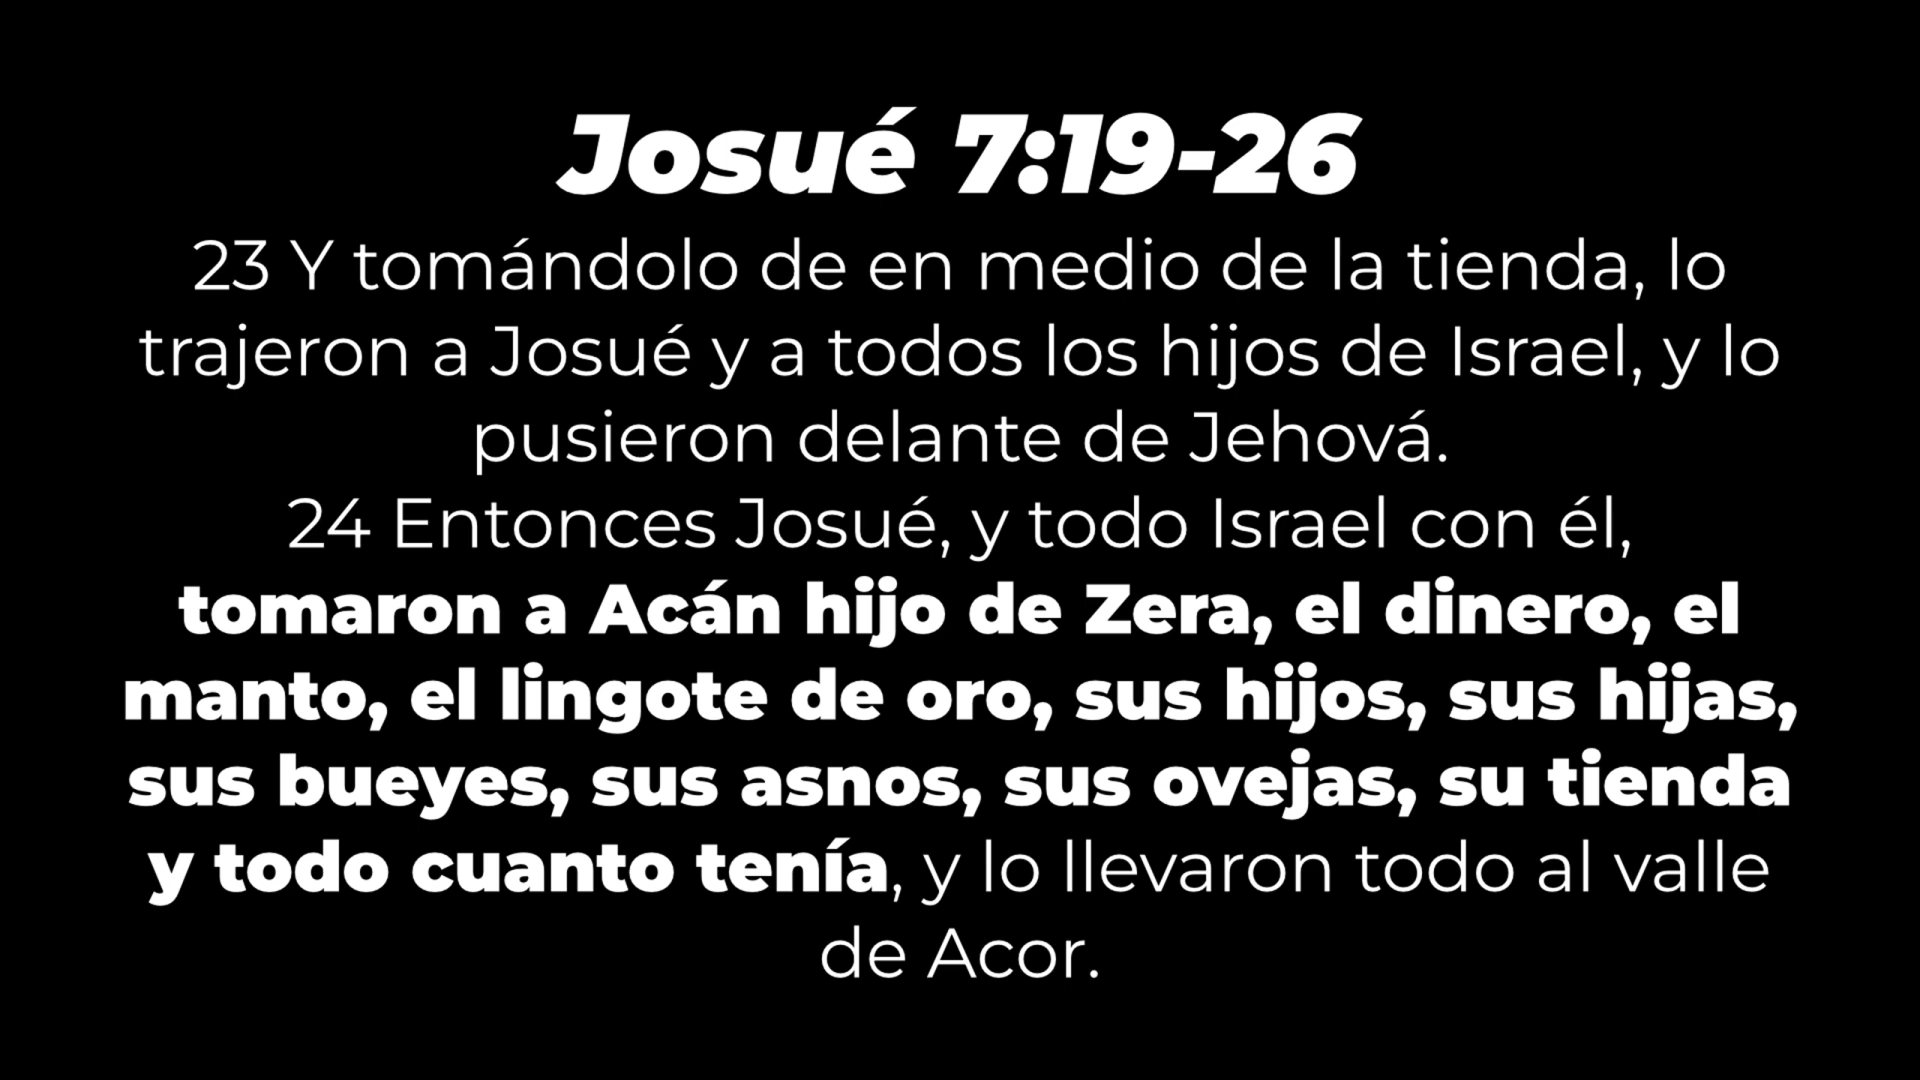 Josué 7:19-26
23 Y tomándolo de en medio de la tienda, lo
trajeron a Josué y a todos los hijos de Israel, y lo
pusieron delante de Jehová.
24 Entonces Josué, y todo Israel con él,
tomaron a Acán hijo de Zera, el dinero, el
manto, el lingote de oro, sus hijos, sus hijas,
sus bueyes, sus asnos, sus ovejas, su tienda
y todo cuanto tenía, y lo llevaron todo al valle
de Acor.